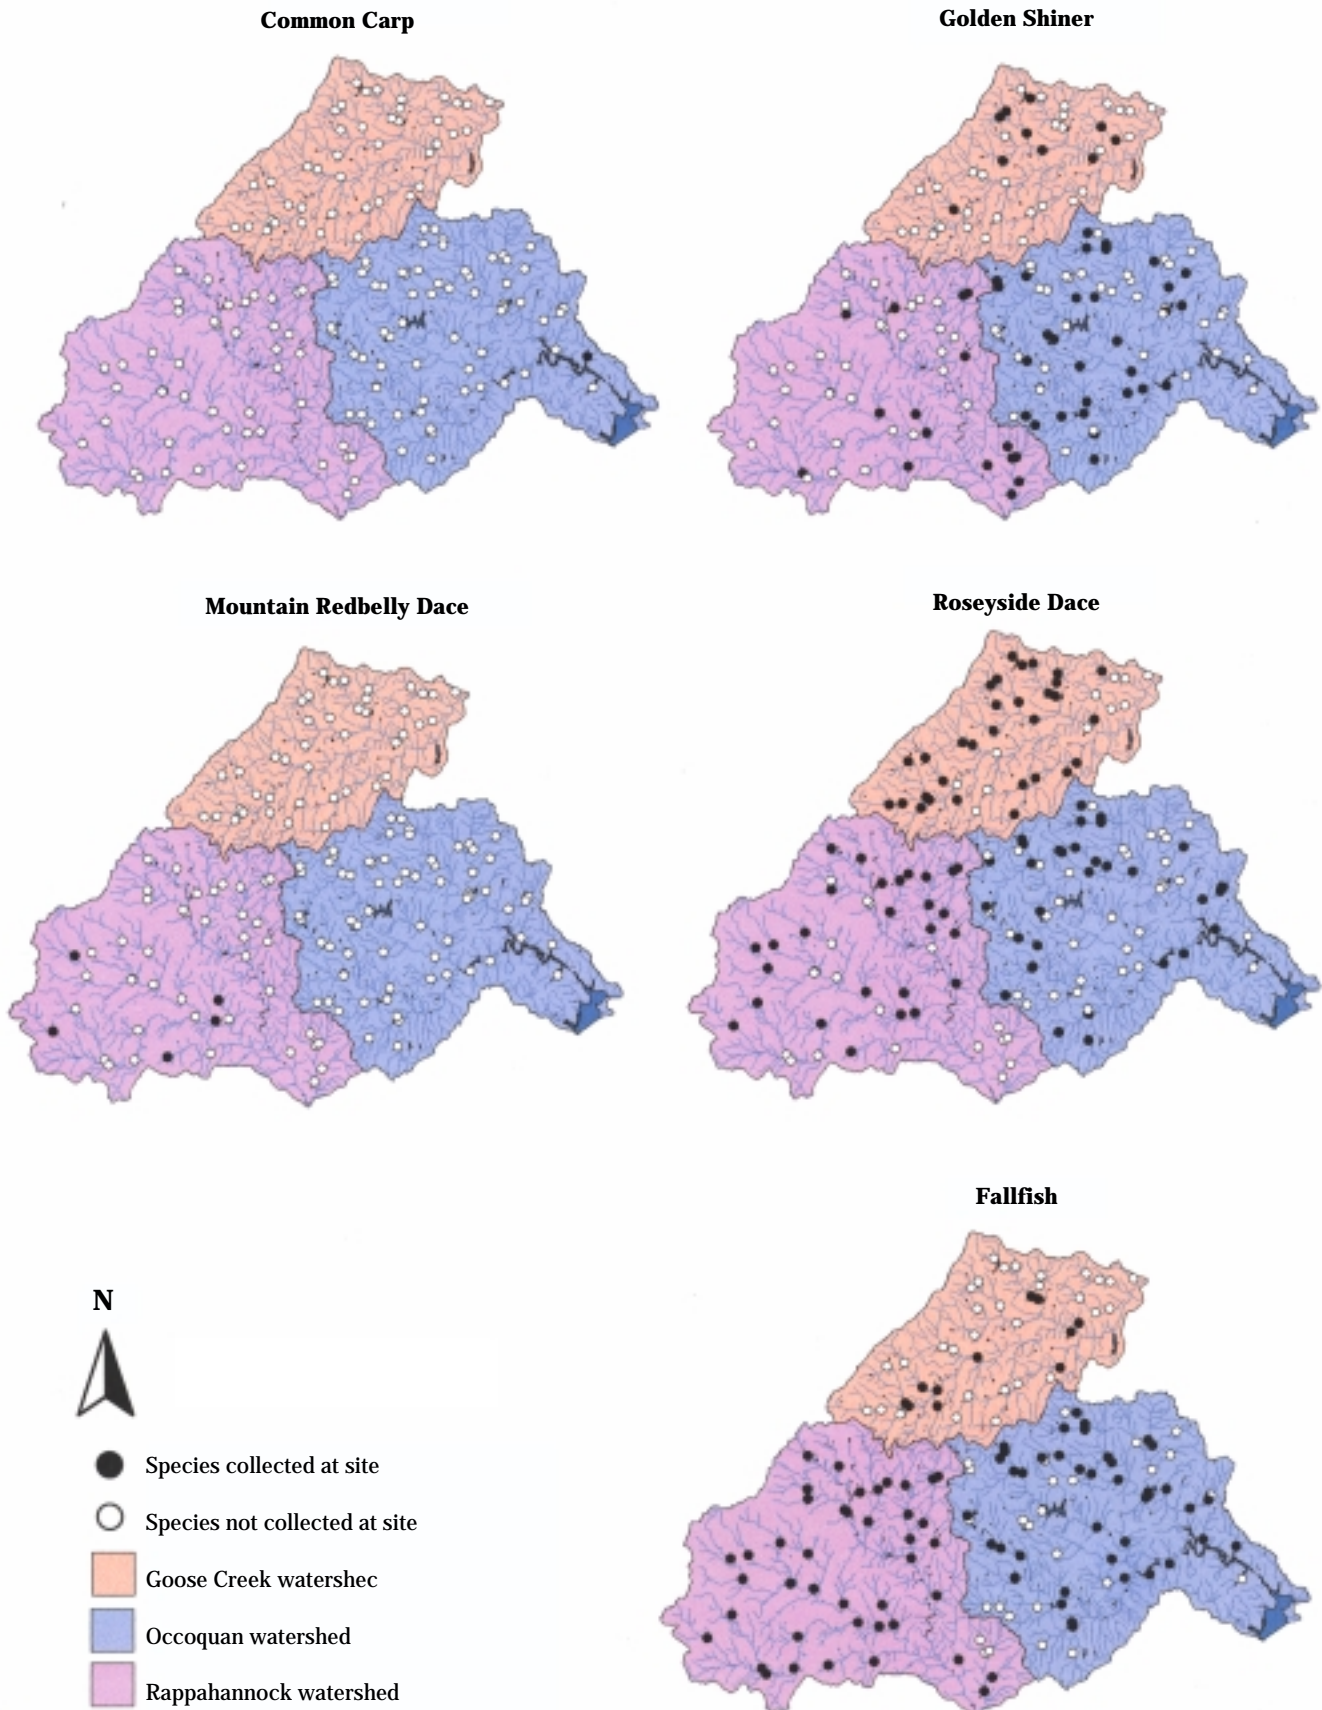 Common Carp
Golden Shiner
Mountain Redbelly Dace
Roseyside Dace
Fallfish
N
Species collected at site
Species not collected at site
Goose Creek watershec
Occoquan watershed
Rappahannock watershed